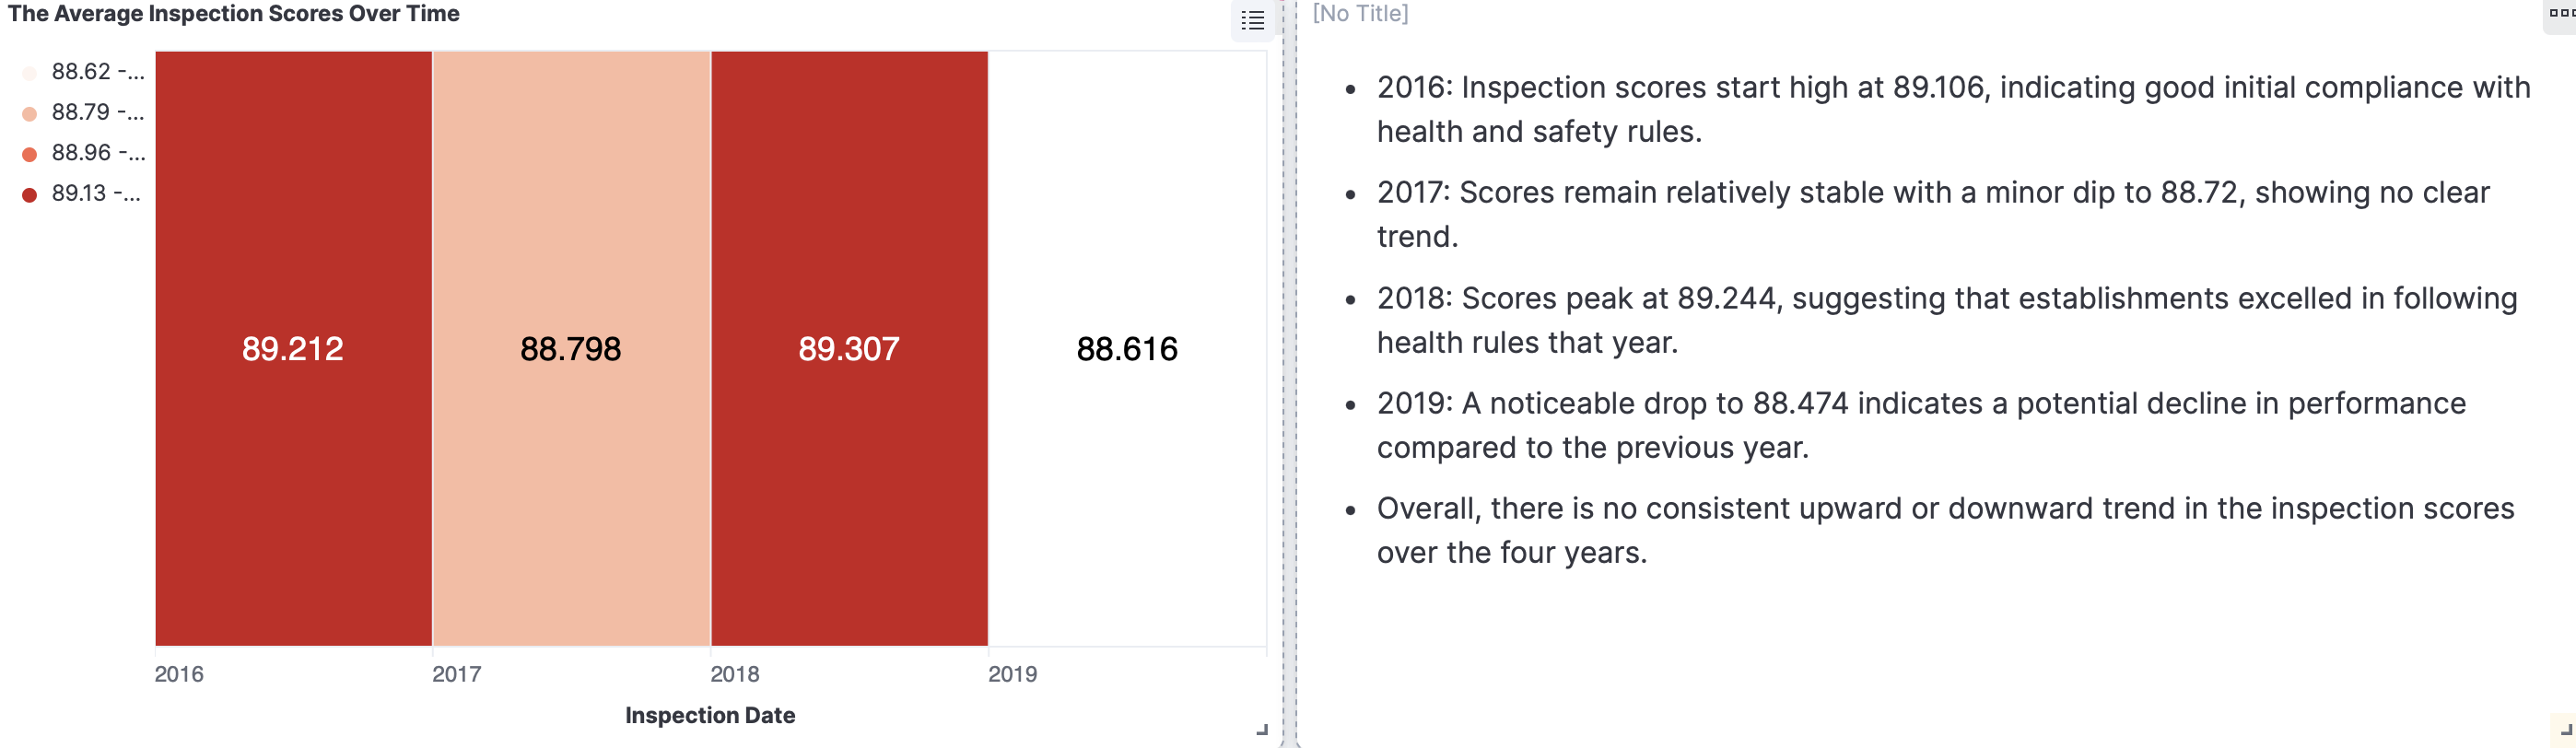 The Average Inspection Scores Over Time
88.62 -...
88.79 -...
88.96 -...
89.13 -...
89.212
88.798
89.307
88.616
2016
2017
2018
2019
Inspection Date
[No Title]
• 2016: Inspection scores start high at 89.106, indicating good initial compliance with
health and safety rules.
• 2017: Scores remain relatively stable with a minor dip to 88.72, showing no clear
trend.
• 2018: Scores peak at 89.244, suggesting that establishments excelled in following
health rules that year.
• 2019: A noticeable drop to 88.474 indicates a potential decline in performance
compared to the previous year.
• Overall, there is no consistent upward or downward trend in the inspection scores
over the four years.